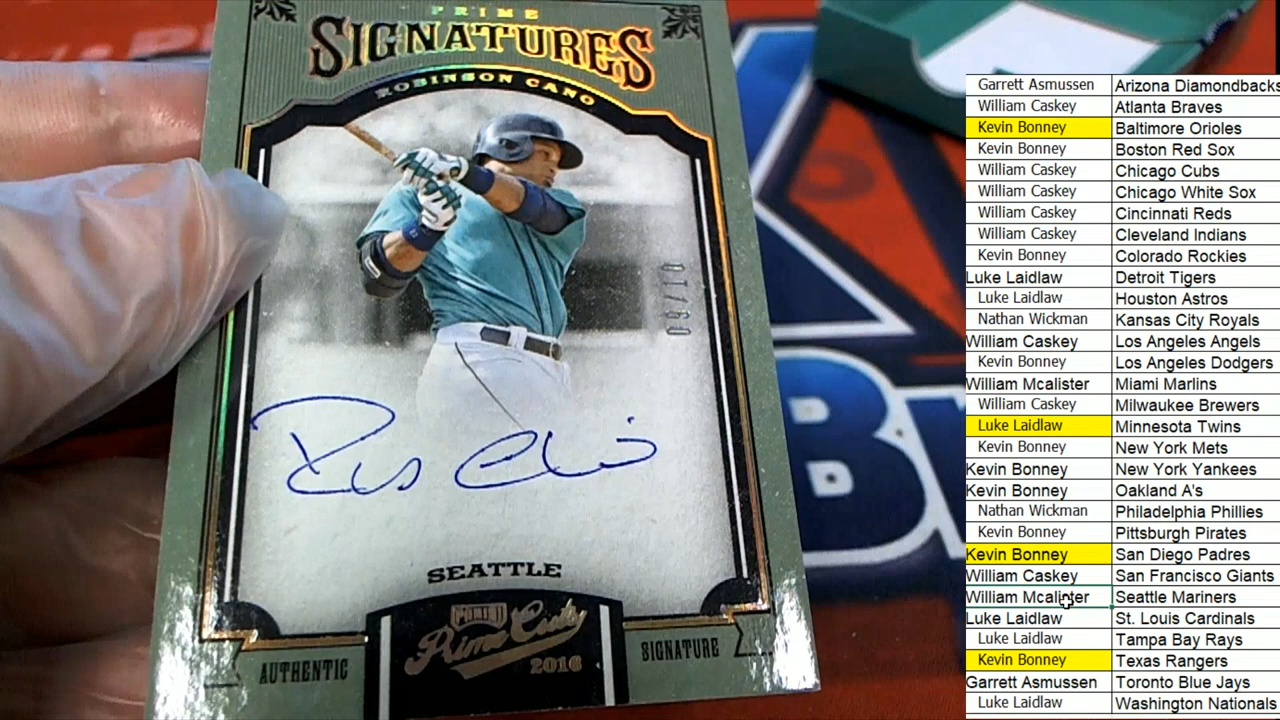 PRIME
SIGNATURES
ROBINSON CANO
09/10
SEATTLE
PANINI
Prime Cuts
2016
AUTHENTIC
SIGNATURE
Garrett Asmussen Arizona Diamondbacks
William Caskey Atlanta Braves
Kevin Bonney Baltimore Orioles
Kevin Bonney Boston Red Sox
William Caskey Chicago Cubs
William Caskey Chicago White Sox
William Caskey Cincinnati Reds
William Caskey Cleveland Indians
Kevin Bonney Colorado Rockies
Luke Laidlaw Detroit Tigers
Luke Laidlaw Houston Astros
Nathan Wickman Kansas City Royals
William Caskey Los Angeles Angels
Kevin Bonney Los Angeles Dodgers
William Mcalister Miami Marlins
William Caskey Milwaukee Brewers
Luke Laidlaw Minnesota Twins
Kevin Bonney New York Mets
Kevin Bonney New York Yankees
Kevin Bonney Oakland A's
Nathan Wickman Philadelphia Phillies
Kevin Bonney Pittsburgh Pirates
Kevin Bonney San Diego Padres
William Caskey San Francisco Giants
William Mcalister Seattle Mariners
Luke Laidlaw St. Louis Cardinals
Luke Laidlaw Tampa Bay Rays
Kevin Bonney Texas Rangers
Garrett Asmussen Toronto Blue Jays
Luke Laidlaw Washington Nationals